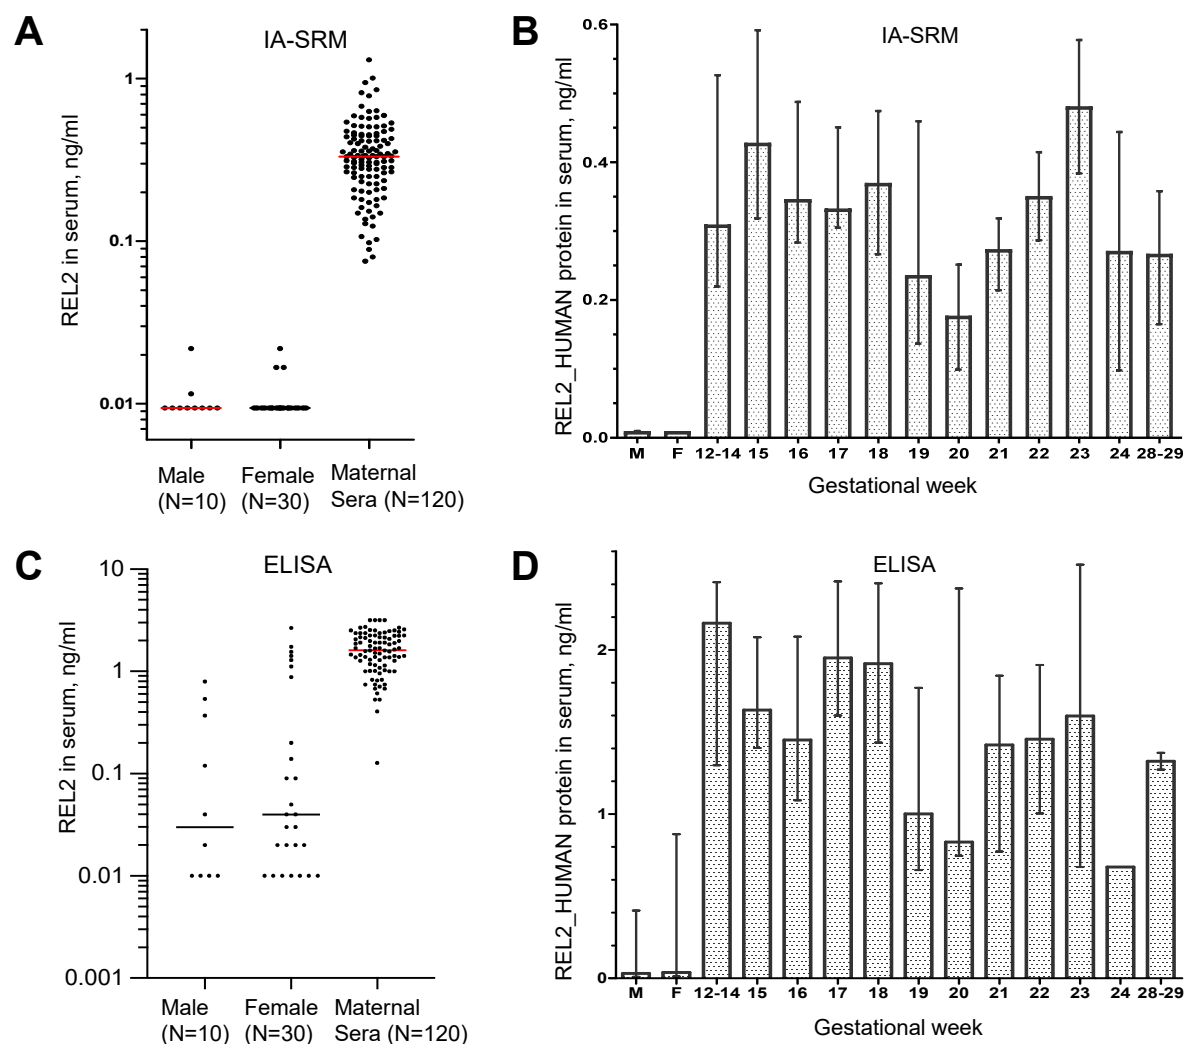 A
IA-SRM
REL2 in serum, ng/ml
1
0.1
0.01
Male
(N=10)
Female
(N=30)
Maternal
Sera (N=120)
B
IA-SRM
REL2_HUMAN protein in serum, ng/ml
0.6
0.4
0.2
0.0
M F 12-14 15 16 17 18 19 20 21 22 23 24 28-29
Gestational week
C
ELISA
REL2 in serum, ng/ml
10
1
0.1
0.01
0.001
Male
(N=10)
Female
(N=30)
Maternal
Sera (N=120)
D
ELISA
REL2_HUMAN protein in serum, ng/ml
2
1
0
M F 12-14 15 16 17 18 19 20 21 22 23 24 28-29
Gestational week